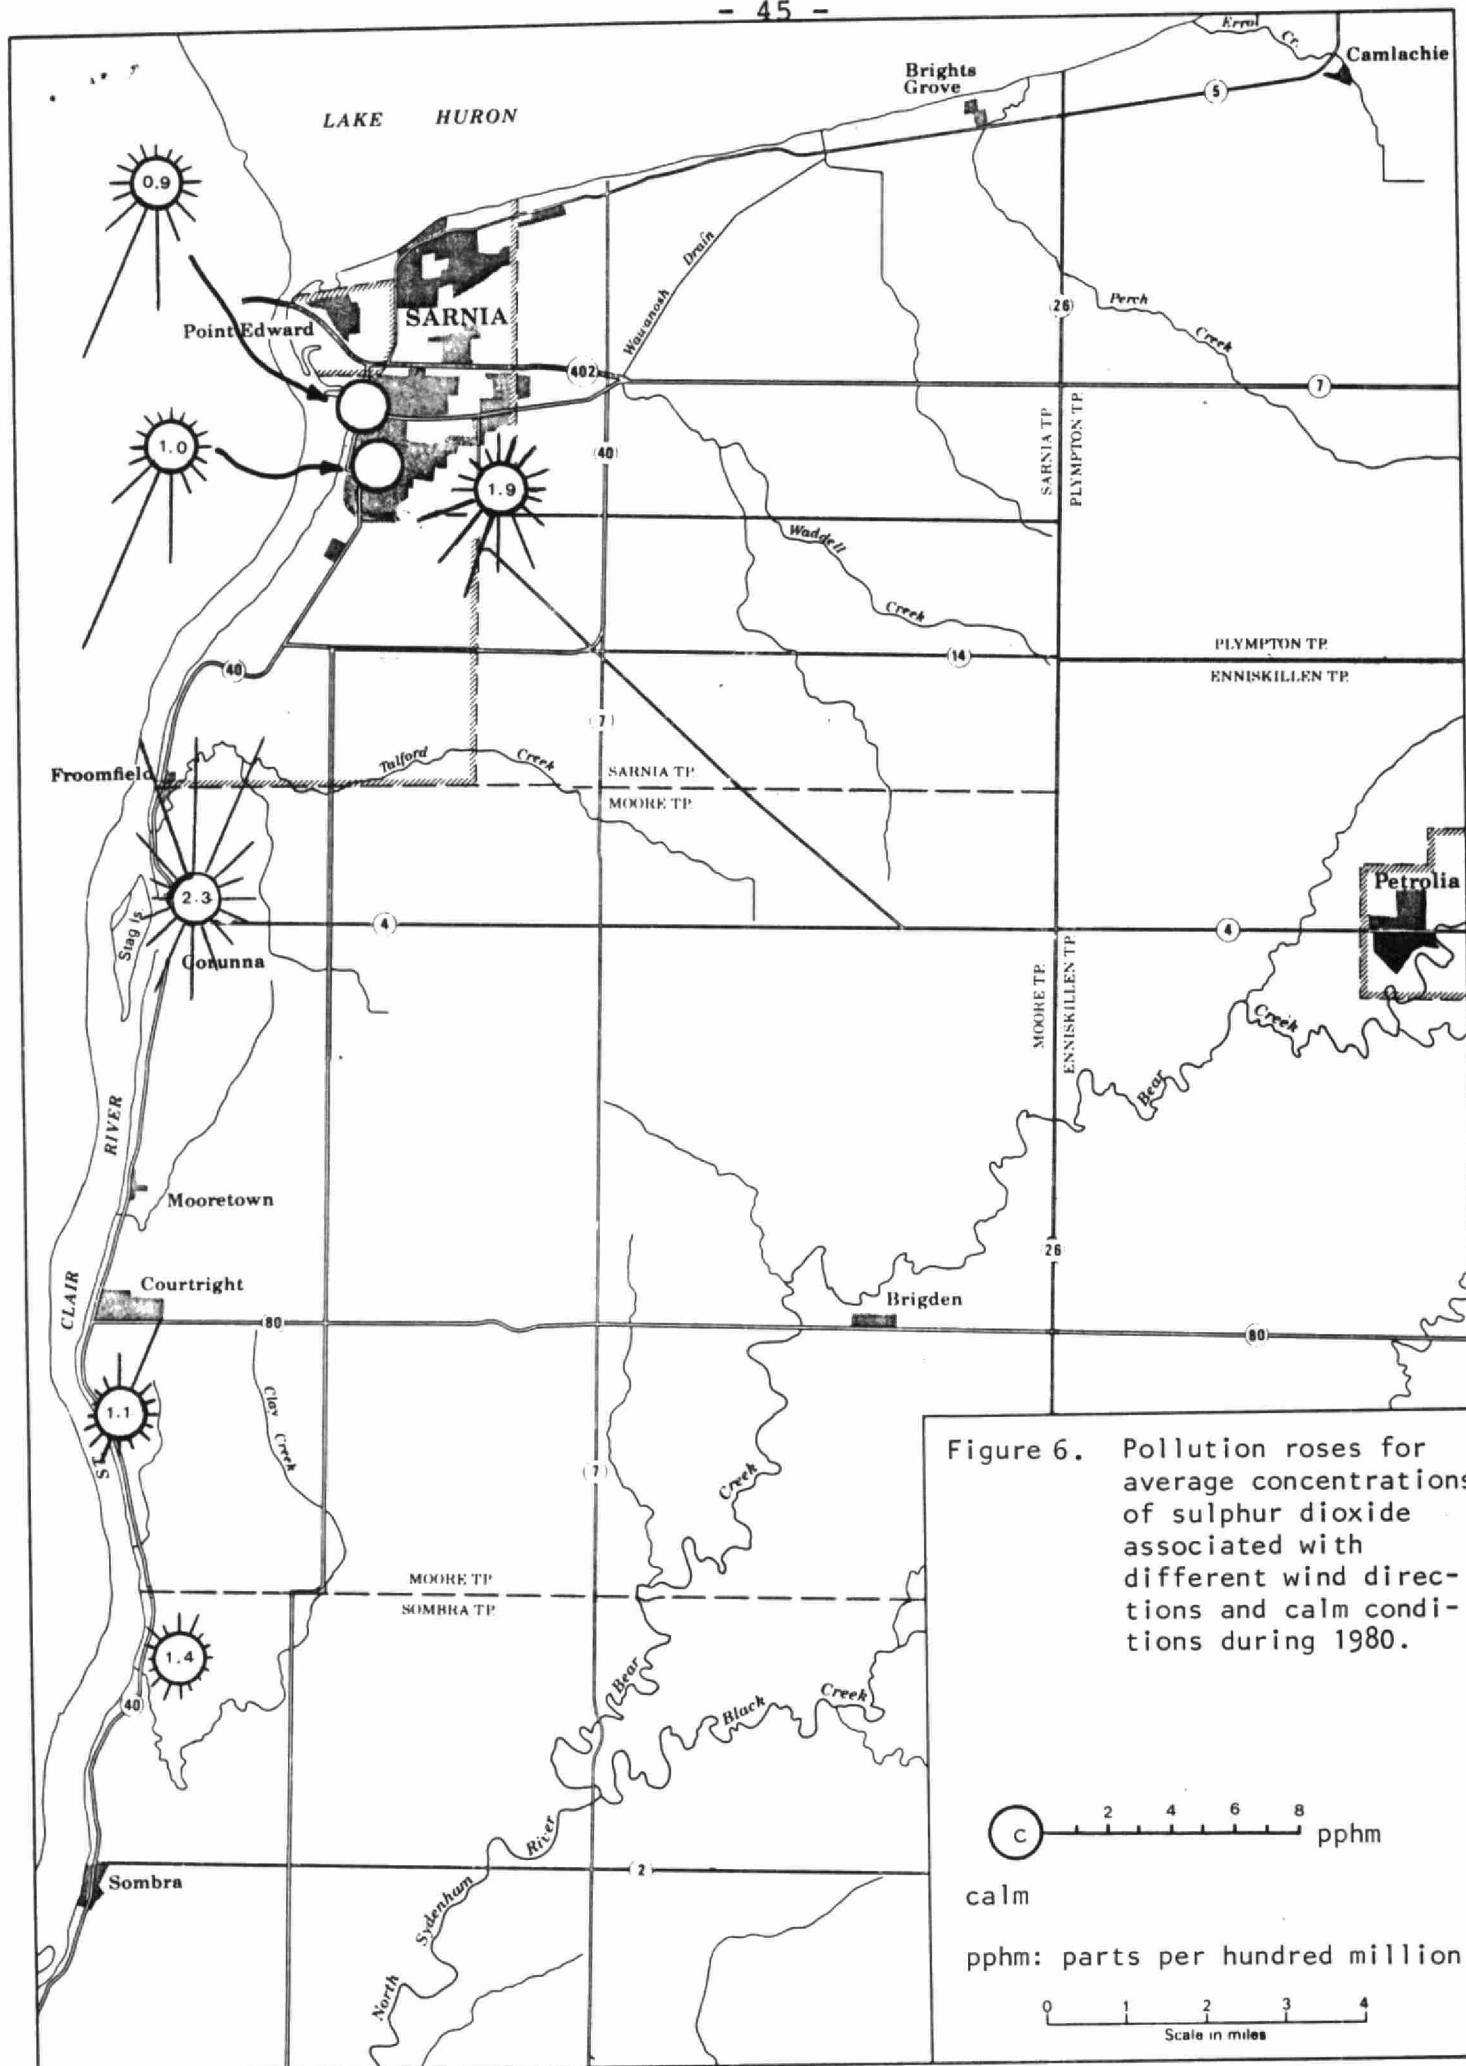 - 45 -
Errol
Cr.
Camlachie
Brights
Grove
5
LAKE HURON
0.9
Drain
Wawanosh
26
Perch
Creek
Point Edward
SARNIA
402
7
SARNIA TP.
PLYMPTON TP.
1.0
1.9
40
Waddell
Creek
PLYMPTON TP.
ENNISKILLEN TP.
14
40
7
Froomfield
Talford
Creek
SARNIA TP.
MOORE TP.
Petrolia
2.3
Stag Is.
4
4
Corunna
MOORE TP.
ENNISKILLEN TP.
Creek
Bear
RIVER
Mooretown
26
Courtright
CLAIR
Brigden
80
80
1.1
Clay
Creek
ST.
7
Creek
MOORE TP.
SOMBRA TP.
1.4
40
Bear
Black
Creek
River
2
Sombra
Sydenham
North
Figure 6. Pollution roses for
average concentrations
of sulphur dioxide
associated with
different wind direc-
tions and calm condi-
tions during 1980.
2 4 6 8
C pphm
calm
pphm: parts per hundred million
0 1 2 3 4
Scale in miles